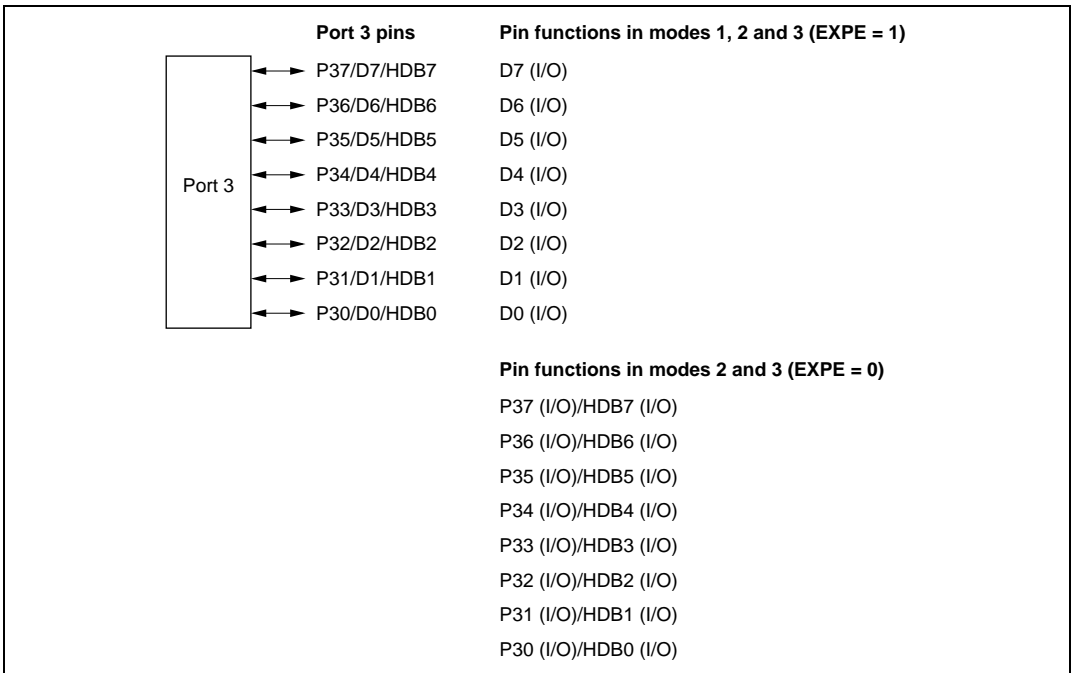 Port 3 pins Pin functions in modes 1, 2 and 3 (EXPE = 1)
P37/D7/HDB7 D7 (I/O)
P36/D6/HDB6 D6 (I/O)
P35/D5/HDB5 D5 (I/O)
P34/D4/HDB4 D4 (I/O)
Port 3
P33/D3/HDB3 D3 (I/O)
P32/D2/HDB2 D2 (I/O)
P31/D1/HDB1 D1 (I/O)
P30/D0/HDB0 D0 (I/O)
Pin functions in modes 2 and 3 (EXPE = 0)
P37 (I/O)/HDB7 (I/O)
P36 (I/O)/HDB6 (I/O)
P35 (I/O)/HDB5 (I/O)
P34 (I/O)/HDB4 (I/O)
P33 (I/O)/HDB3 (I/O)
P32 (I/O)/HDB2 (I/O)
P31 (I/O)/HDB1 (I/O)
P30 (I/O)/HDB0 (I/O)